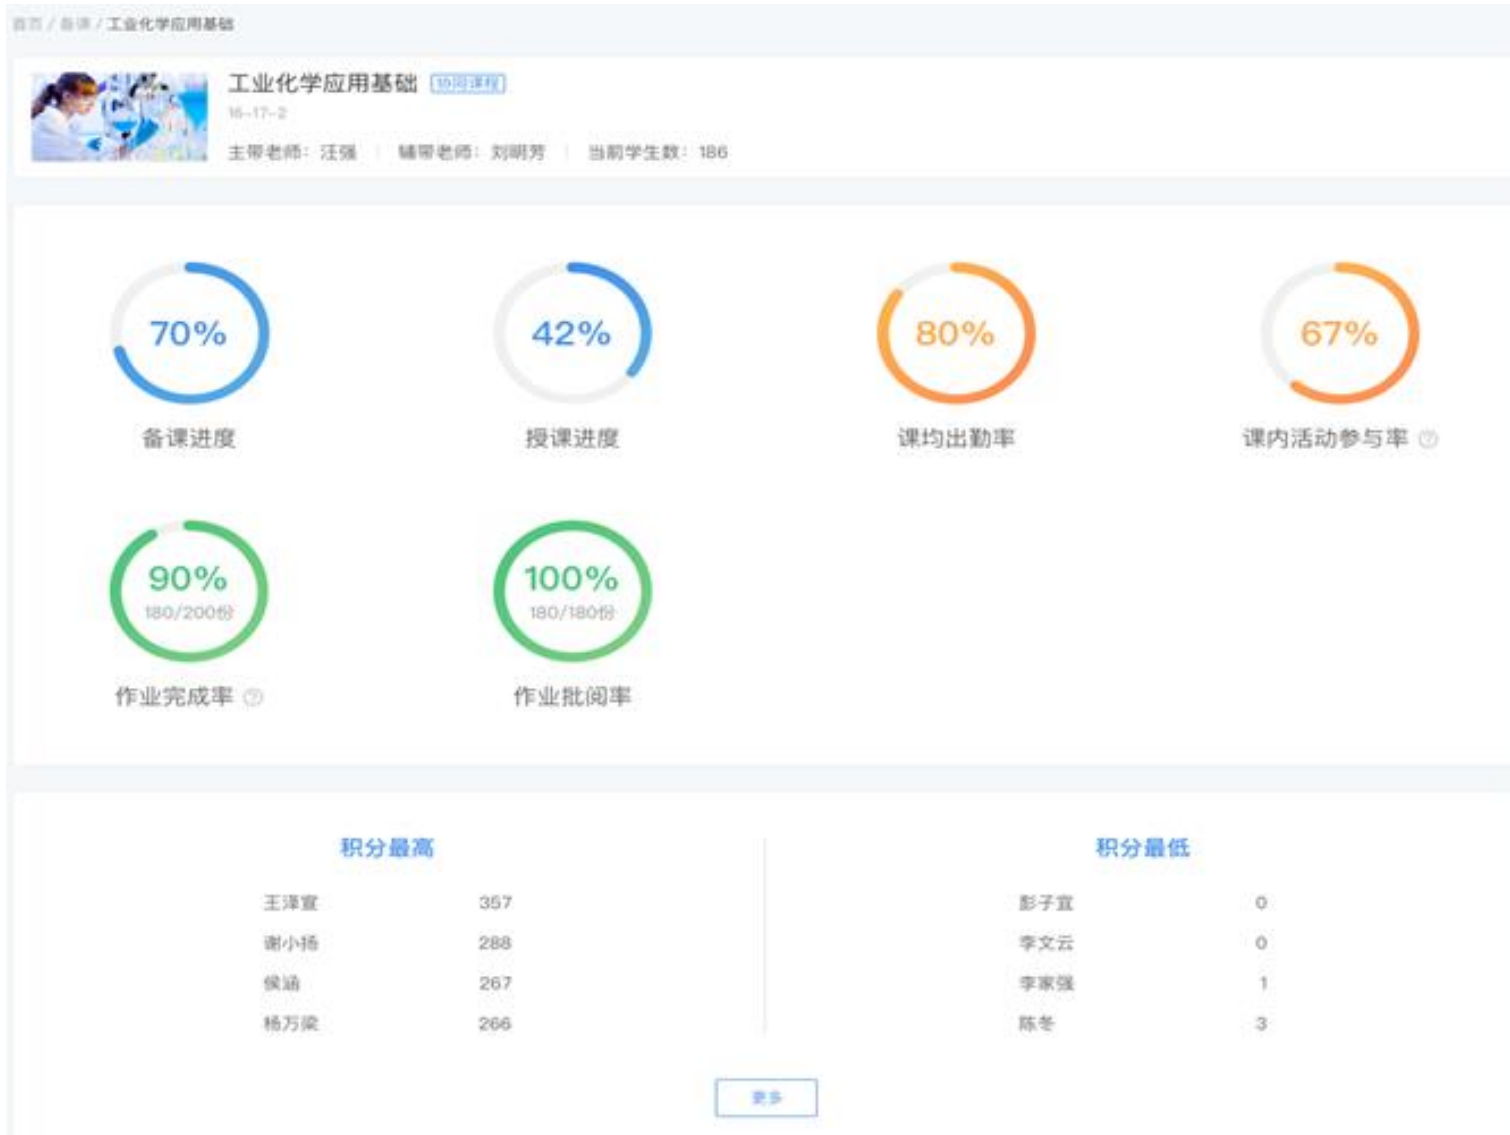 首页 / 备课 / 工业化学应用基础
工业化学应用基础 协同课程
16-17-2
主带老师：汪强 辅带老师：刘明芳 当前学生数：186
70% 42% 80% 67%
备课进度 授课进度 课均出勤率 课内活动参与率 ?
90% 100%
180/200份 180/180份
作业完成率 ? 作业批阅率
积分最高 积分最低
王泽宣 357 彭子宜 0
谢小扬 288 李文云 0
侯涵 267 李家强 1
杨万梁 266 陈冬 3
更多